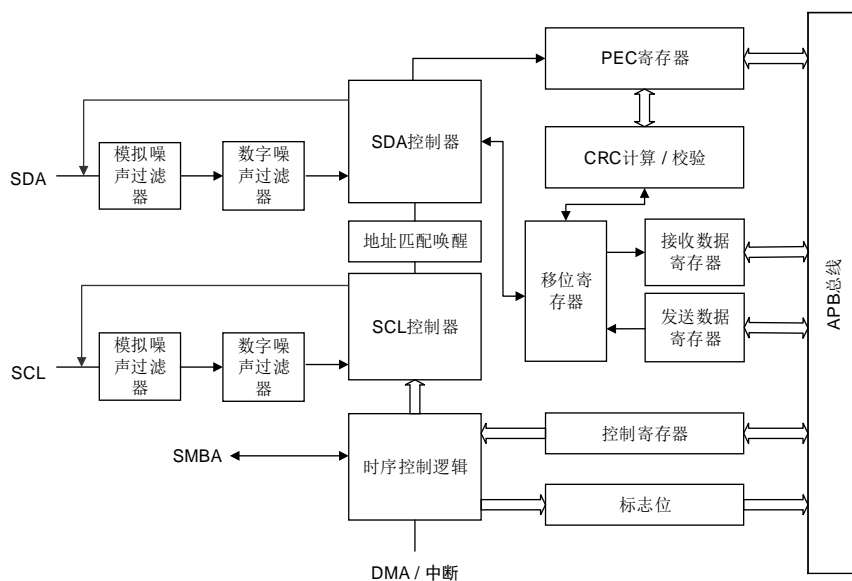 PEC寄存器
SDA控制器
CRC计算 / 校验
SDA
模拟噪
声过滤
器
数字噪
声过滤
器
地址匹配唤醒
移位寄
存器
接收数据
寄存器
发送数据
寄存器
APB总线
SCL控制器
SCL
模拟噪
声过滤
器
数字噪
声过滤
器
控制寄存器
SMBA
时序控制逻辑
标志位
DMA / 中断